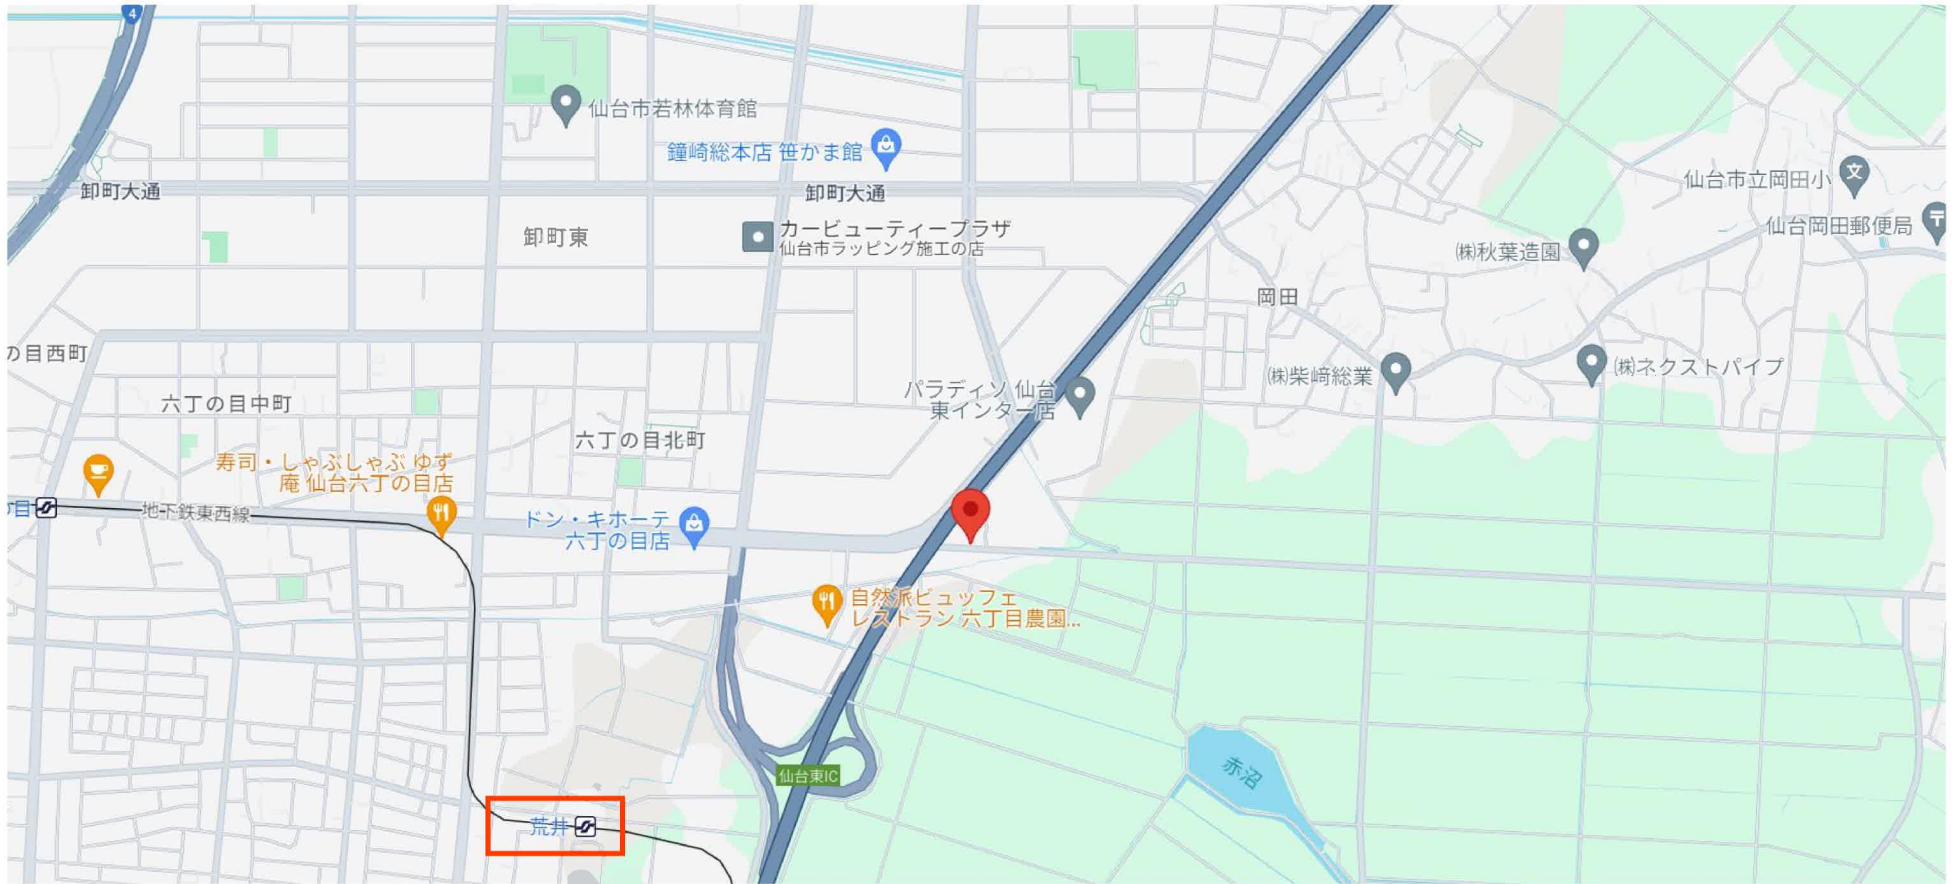 4
仙台市若林体育館
鐘崎総本店 笹かま館
卸町大通
卸町大通
仙台市立岡田小
文
仙台岡田郵便局
〒
卸町東
カービューティープラザ
仙台市ラッピング施工の店
㈱秋葉造園
岡田
の目西町
㈱柴﨑総業
㈱ネクストパイプ
六丁の目中町
パラディソ 仙台
東インター店
六丁の目北町
寿司・しゃぶしゃぶ ゆず
庵 仙台六丁の目店
目
地下鉄東西線
ドン・キホーテ
六丁の目店
自然派ビュッフェ
レストラン 六丁目農園...
仙台東IC
赤沼
荒井